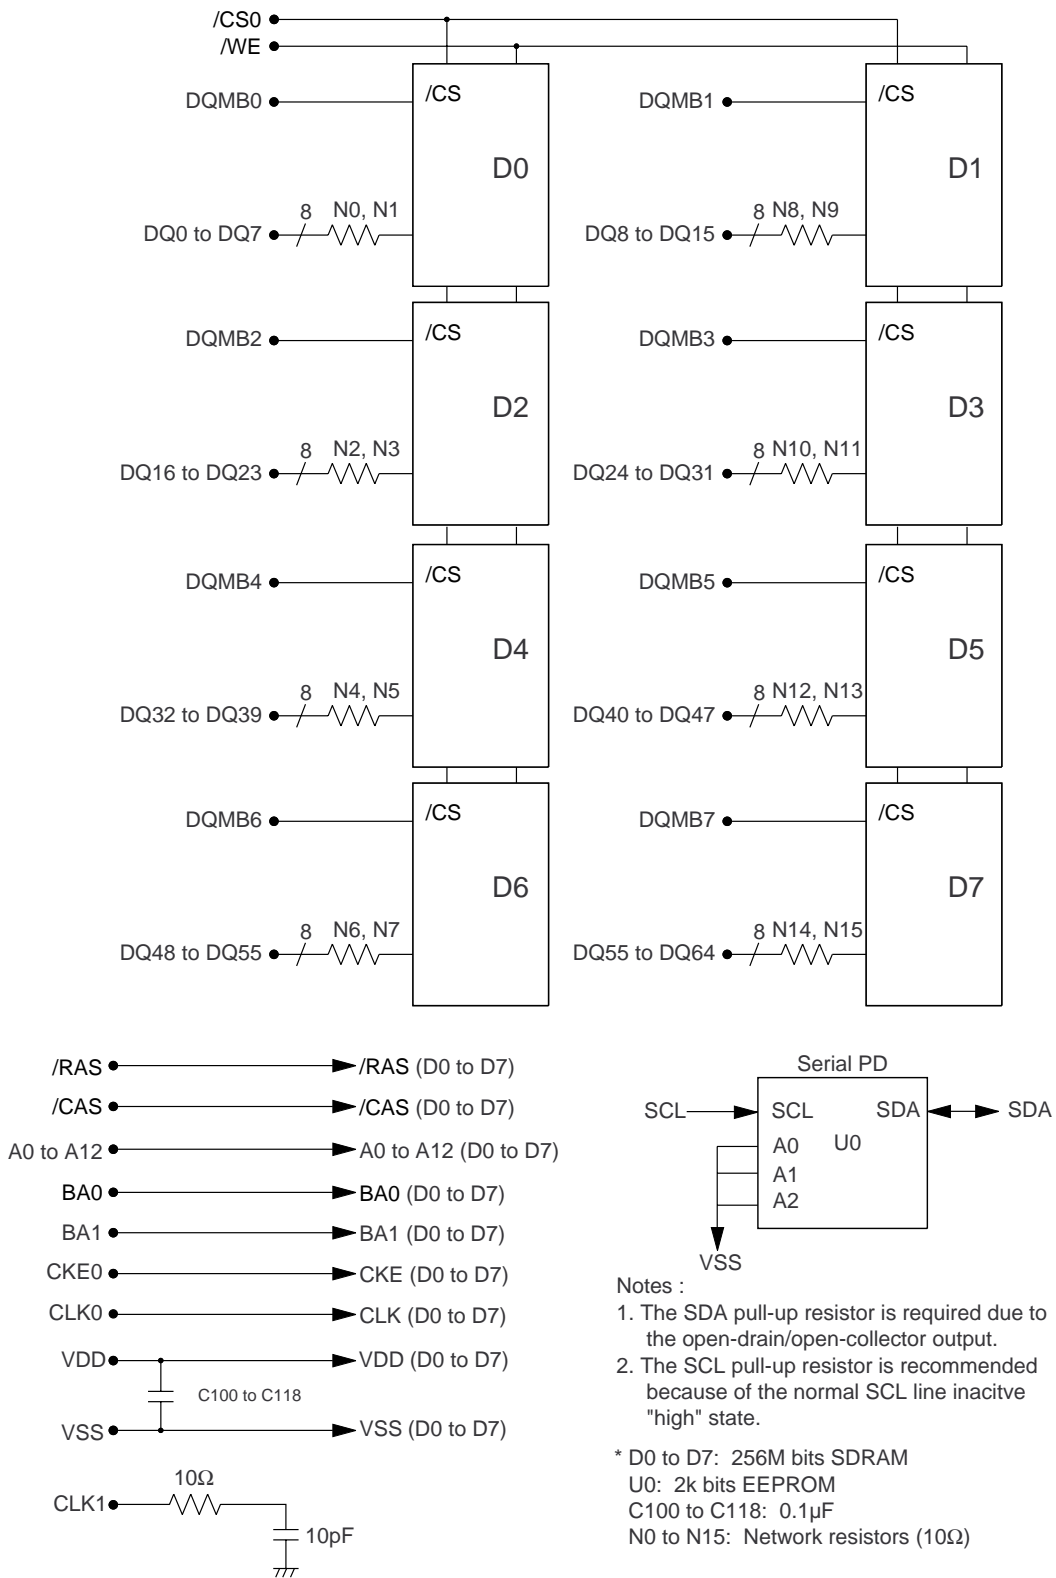 /CS0
/WE
DQMB0 /CS DQMB1 /CS
D0 D1
8 N0, N1 8 N8, N9
DQ0 to DQ7 DQ8 to DQ15
DQMB2 /CS DQMB3 /CS
D2 D3
8 N2, N3 8 N10, N11
DQ16 to DQ23 DQ24 to DQ31
DQMB4 /CS DQMB5 /CS
D4 D5
8 N4, N5 8 N12, N13
DQ32 to DQ39 DQ40 to DQ47
DQMB6 /CS DQMB7 /CS
D6 D7
8 N6, N7 8 N14, N15
DQ48 to DQ55 DQ55 to DQ64
/RAS /RAS (D0 to D7)
/CAS /CAS (D0 to D7)
A0 to A12 A0 to A12 (D0 to D7)
BA0 BA0 (D0 to D7)
BA1 BA1 (D0 to D7)
CKE0 CKE (D0 to D7)
CLK0 CLK (D0 to D7)
VDD VDD (D0 to D7)
C100 to C118
VSS VSS (D0 to D7)
10Ω
CLK1
10pF
Serial PD
SCL SCL SDA SDA
A0 U0
A1
A2
VSS
Notes :
1. The SDA pull-up resistor is required due to
the open-drain/open-collector output.
2. The SCL pull-up resistor is recommended
because of the normal SCL line inacitve
"high" state.
* D0 to D7: 256M bits SDRAM
U0: 2k bits EEPROM
C100 to C118: 0.1µF
N0 to N15: Network resistors (10Ω)